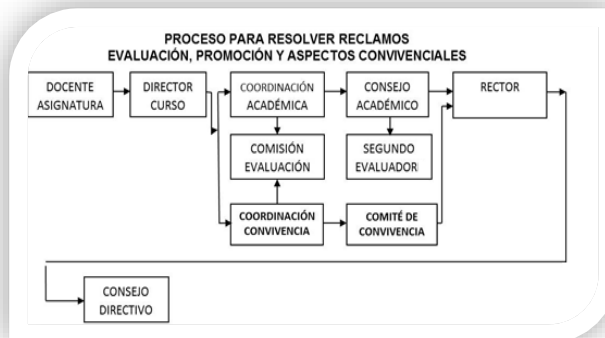 PROCESO PARA RESOLVER RECLAMOS
EVALUACIÓN, PROMOCIÓN Y ASPECTOS CONVIVENCIALES
DOCENTE
ASIGNATURA
DIRECTOR
CURSO
COORDINACIÓN
ACADÉMICA
CONSEJO
ACADÉMICO
RECTOR
COMISIÓN
EVALUACIÓN
SEGUNDO
EVALUADOR
COORDINACIÓN
CONVIVENCIA
COMITÉ DE
CONVIVENCIA
CONSEJO
DIRECTIVO